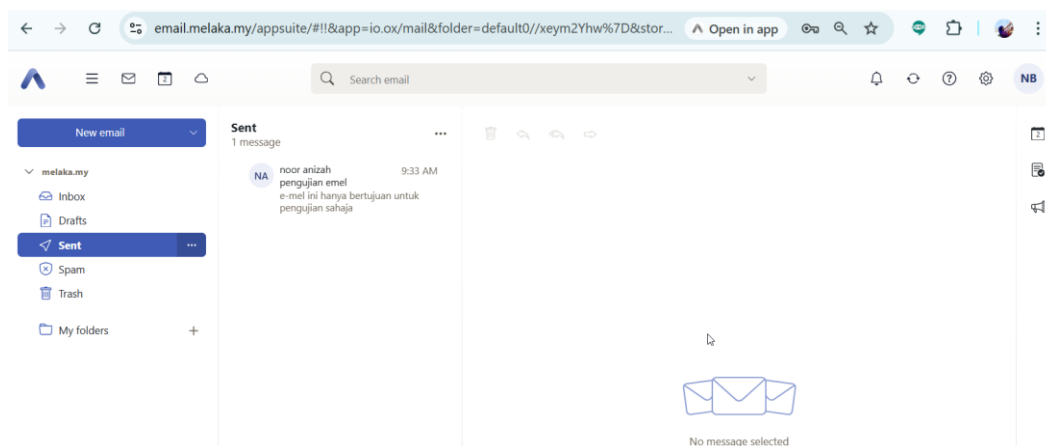 email.melaka.my/appsuite/#!!&app=io.ox/mail&folder=default0//xeym2Yhw%7D&stor...
Open in app
2
Search email
NB
New email
melaka.my
Inbox
Drafts
Sent
Spam
Trash
My folders
Sent
1 message
NA
noor anizah 9:33 AM
pengujian emel
e-mel ini hanya bertujuan untuk
pengujian sahaja
2
No message selected